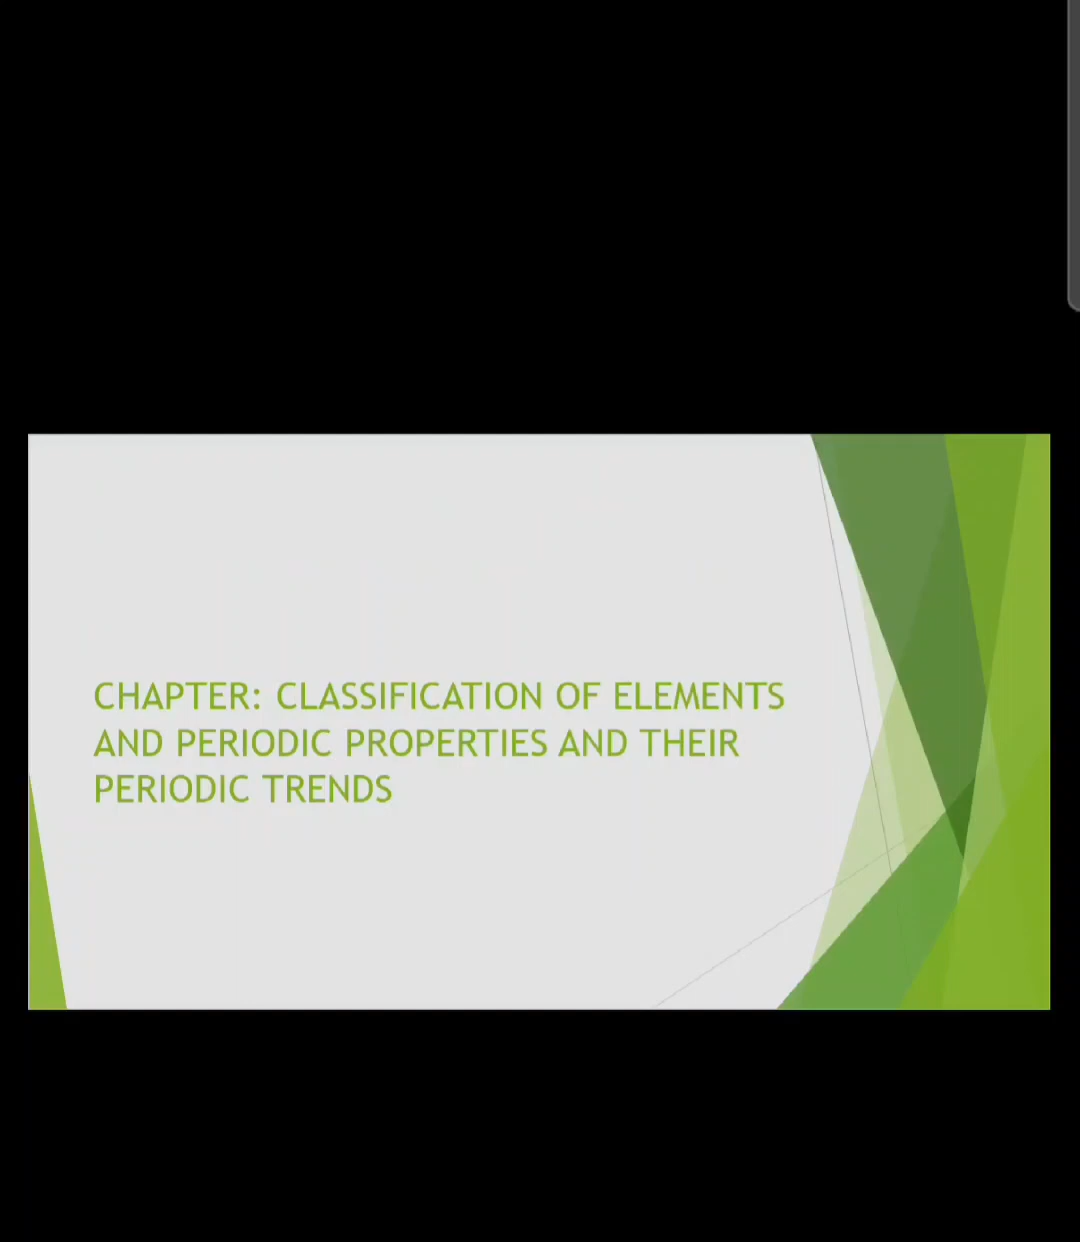 CHAPTER: CLASSIFICATION OF ELEMENTS
AND PERIODIC PROPERTIES AND THEIR
PERIODIC TRENDS